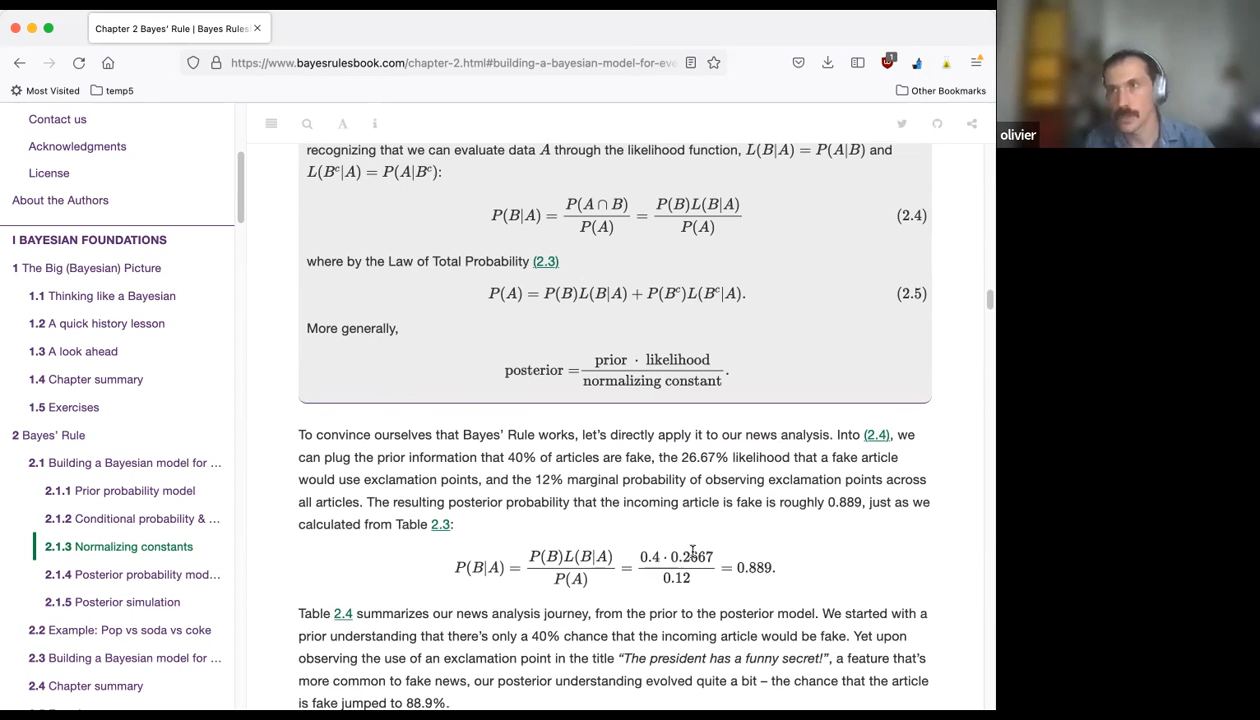 Chapter 2 Bayes' Rule | Bayes Rules
https://www.bayesrulesbook.com/chapter-2.html#building-a-bayesian-model-for-eve
Most Visited
temp5
Other Bookmarks
1
olivier
Contact us
Acknowledgments
License
About the Authors
I BAYESIAN FOUNDATIONS
1 The Big (Bayesian) Picture
1.1 Thinking like a Bayesian
1.2 A quick history lesson
1.3 A look ahead
1.4 Chapter summary
1.5 Exercises
2 Bayes' Rule
2.1 Building a Bayesian model for ...
2.1.1 Prior probability model
2.1.2 Conditional probability & ...
2.1.3 Normalizing constants
2.1.4 Posterior probability mod...
2.1.5 Posterior simulation
2.2 Example: Pop vs soda vs coke
2.3 Building a Bayesian model for ...
2.4 Chapter summary
recognizing that we can evaluate data A through the likelihood function, L(B|A) = P(A|B) and
L(Bᶜ|A) = P(A|Bᶜ):
P(B|A) = P(A ∩ B) / P(A) = P(B)L(B|A) / P(A) (2.4)
where by the Law of Total Probability (2.3)
P(A) = P(B)L(B|A) + P(Bᶜ)L(Bᶜ|A). (2.5)
More generally,
posterior = prior · likelihood / normalizing constant.
To convince ourselves that Bayes' Rule works, let's directly apply it to our news analysis. Into (2.4), we
can plug the prior information that 40% of articles are fake, the 26.67% likelihood that a fake article
would use exclamation points, and the 12% marginal probability of observing exclamation points across
all articles. The resulting posterior probability that the incoming article is fake is roughly 0.889, just as we
calculated from Table 2.3:
P(B|A) = P(B)L(B|A) / P(A) = 0.4 · 0.2667 / 0.12 = 0.889.
Table 2.4 summarizes our news analysis journey, from the prior to the posterior model. We started with a
prior understanding that there's only a 40% chance that the incoming article would be fake. Yet upon
observing the use of an exclamation point in the title "The president has a funny secret!", a feature that's
more common to fake news, our posterior understanding evolved quite a bit – the chance that the article
is fake jumped to 88.9%.